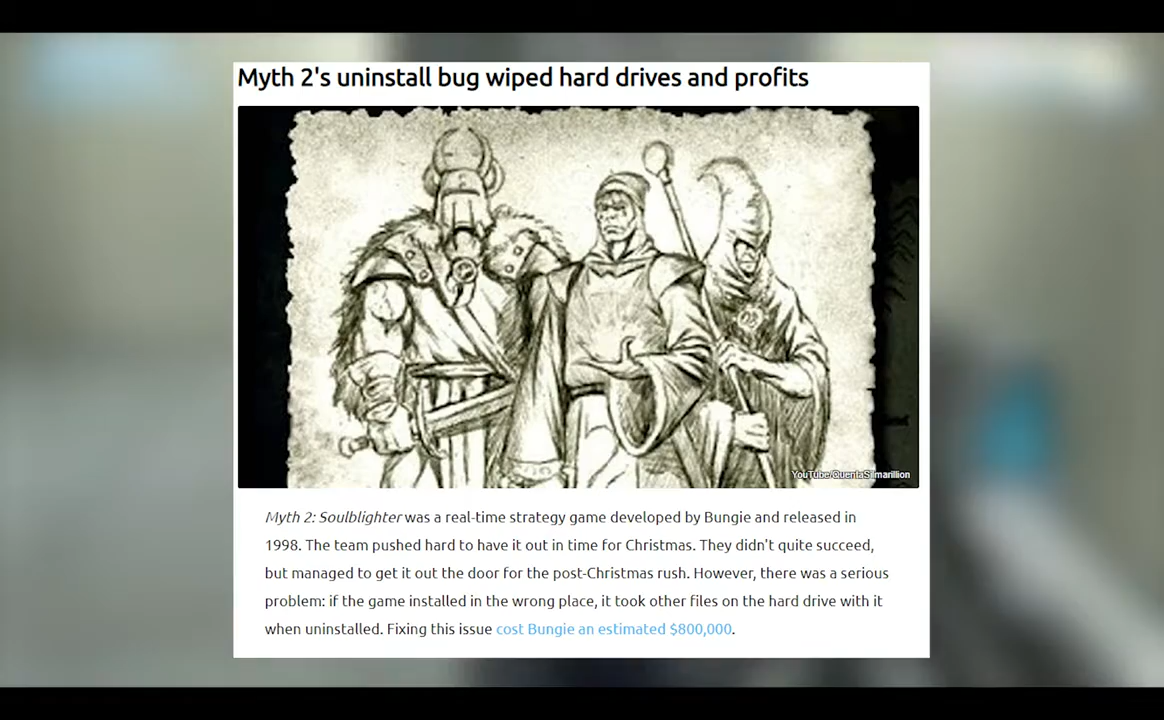 Myth 2's uninstall bug wiped hard drives and profits
YouTube/QuentaSilmarillion
Myth 2: Soulblighter was a real-time strategy game developed by Bungie and released in
1998. The team pushed hard to have it out in time for Christmas. They didn't quite succeed,
but managed to get it out the door for the post-Christmas rush. However, there was a serious
problem: if the game installed in the wrong place, it took other files on the hard drive with it
when uninstalled. Fixing this issue cost Bungie an estimated $800,000.